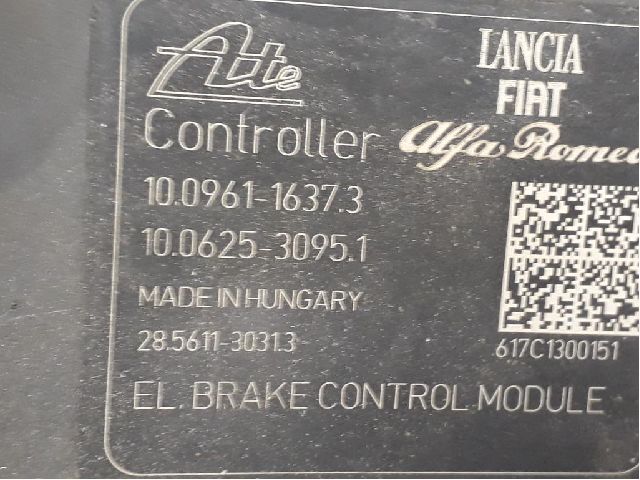 Ate
LANCIA
FIAT
Controller
Alfa Romeo
10.0961-1637.3
10.0625-3095.1
MADE IN HUNGARY
28.5611-3031.3
617C1300151
EL. BRAKE CONTROL MODULE